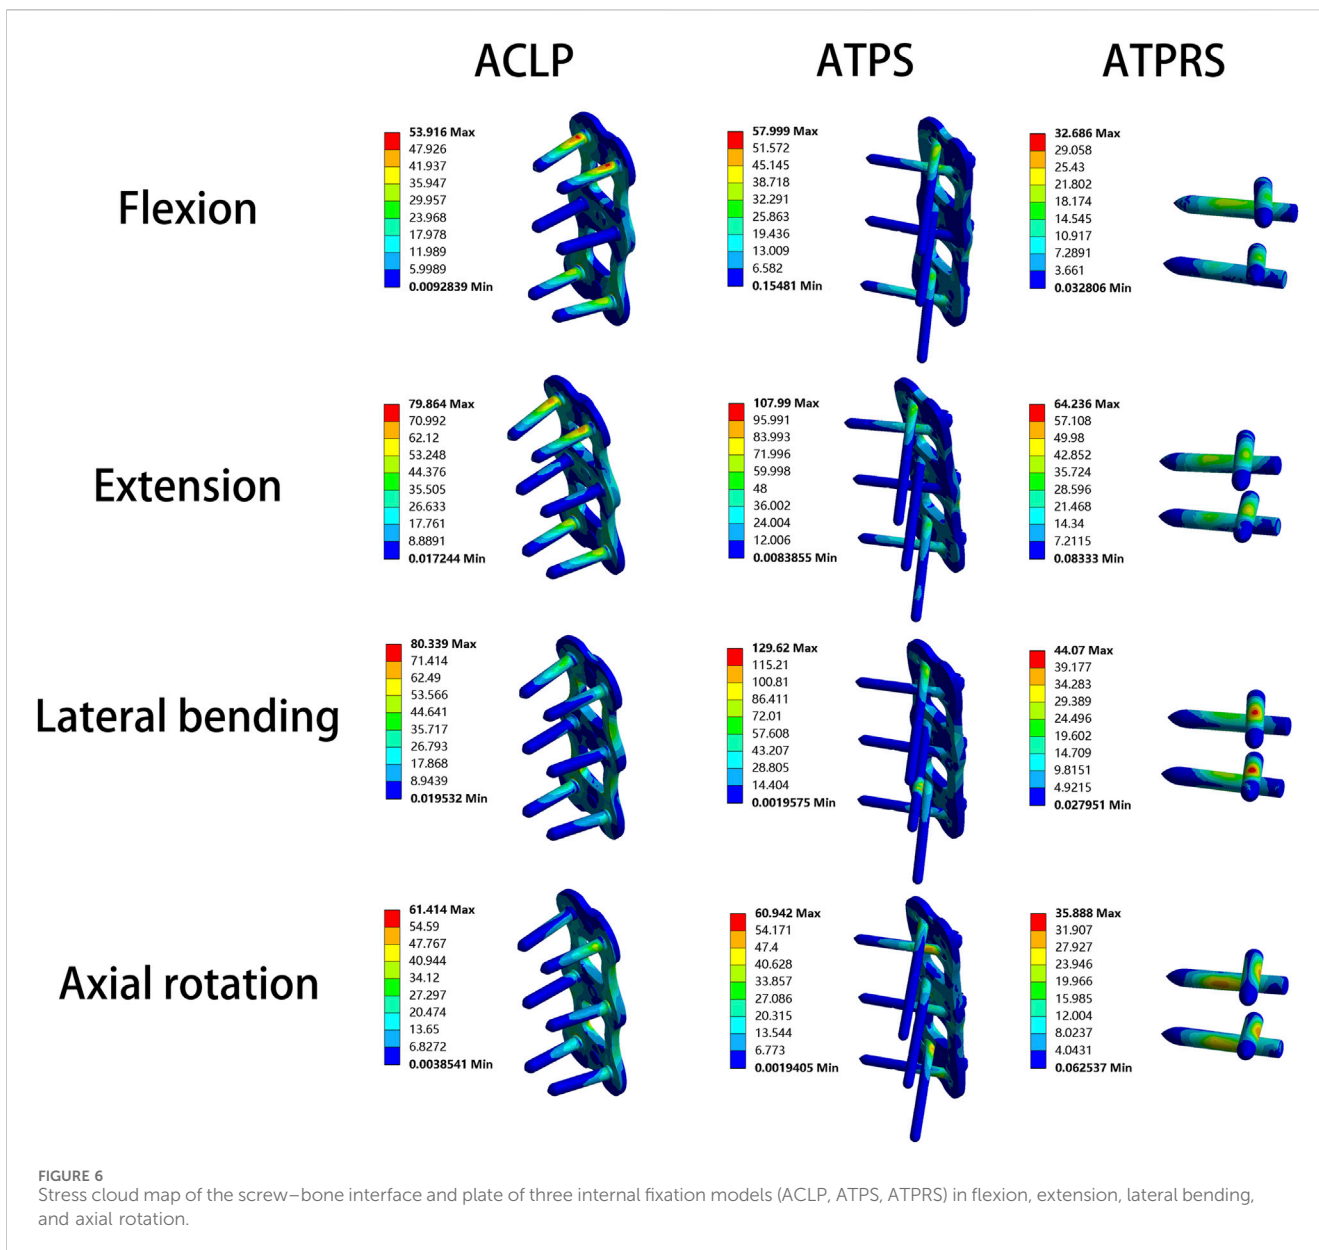 ACLP
ATPS
ATPRS
Flexion
53.916 Max
47.926
41.937
35.947
29.957
23.968
17.978
11.989
5.9989
0.0092839 Min
57.999 Max
51.572
45.145
38.718
32.291
25.863
19.436
13.009
6.582
0.15481 Min
32.686 Max
29.058
25.43
21.802
18.174
14.545
10.917
7.2891
3.661
0.032806 Min
Extension
79.864 Max
70.992
62.12
53.248
44.376
35.505
26.633
17.761
8.8891
0.017244 Min
107.99 Max
95.991
83.993
71.996
59.998
48
36.002
24.004
12.006
0.0083855 Min
64.236 Max
57.108
49.98
42.852
35.724
28.596
21.468
14.34
7.2115
0.08333 Min
Lateral bending
80.339 Max
71.414
62.49
53.566
44.641
35.717
26.793
17.868
8.9439
0.019532 Min
129.62 Max
115.21
100.81
86.411
72.01
57.608
43.207
28.805
14.404
0.0019575 Min
44.07 Max
39.177
34.283
29.389
24.496
19.602
14.709
9.8151
4.9215
0.027951 Min
Axial rotation
61.414 Max
54.59
47.767
40.944
34.12
27.297
20.474
13.65
6.8272
0.0038541 Min
60.942 Max
54.171
47.4
40.628
33.857
27.086
20.315
13.544
6.773
0.0019405 Min
35.888 Max
31.907
27.927
23.946
19.966
15.985
12.004
8.0237
4.0431
0.062537 Min
FIGURE 6
Stress cloud map of the screw–bone interface and plate of three internal fixation models (ACLP, ATPS, ATPRS) in flexion, extension, lateral bending,
and axial rotation.